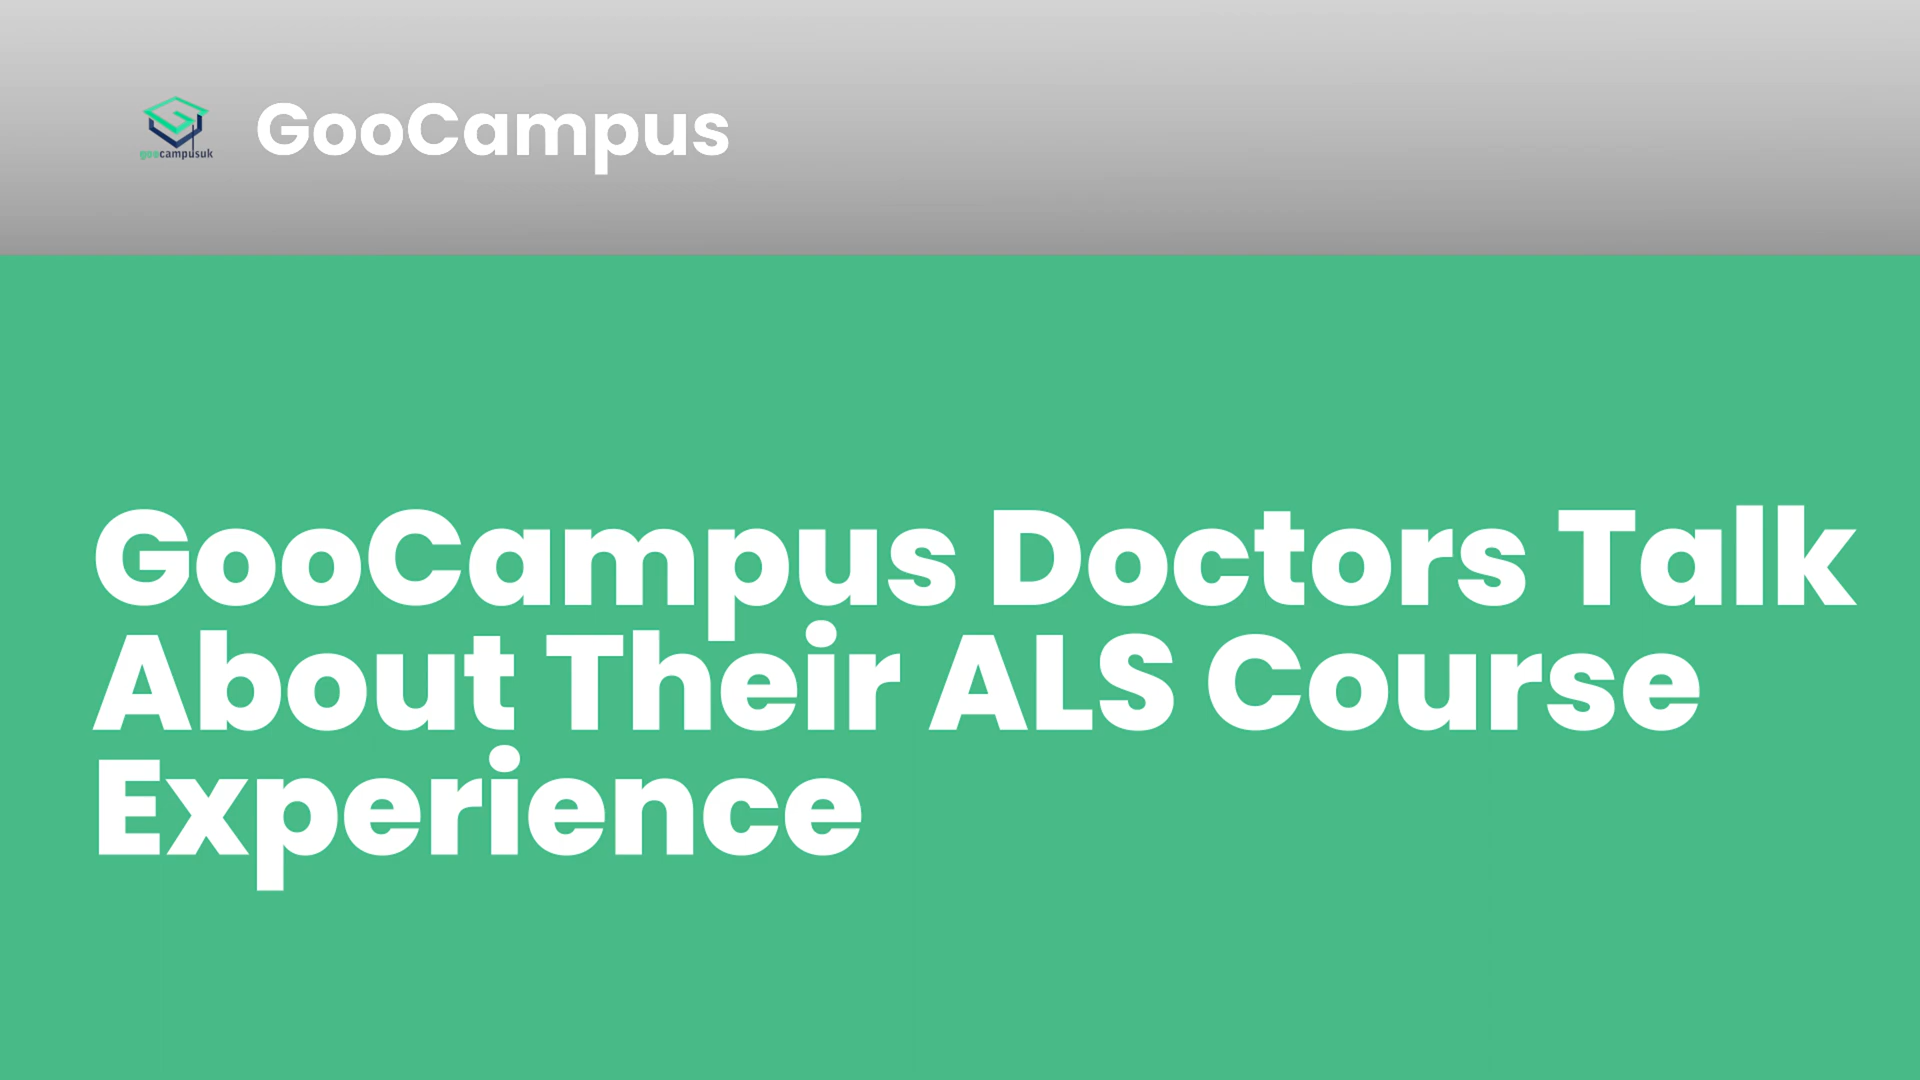 goocampusuk
GooCampus
GooCampus Doctors Talk
About Their ALS Course
Experience